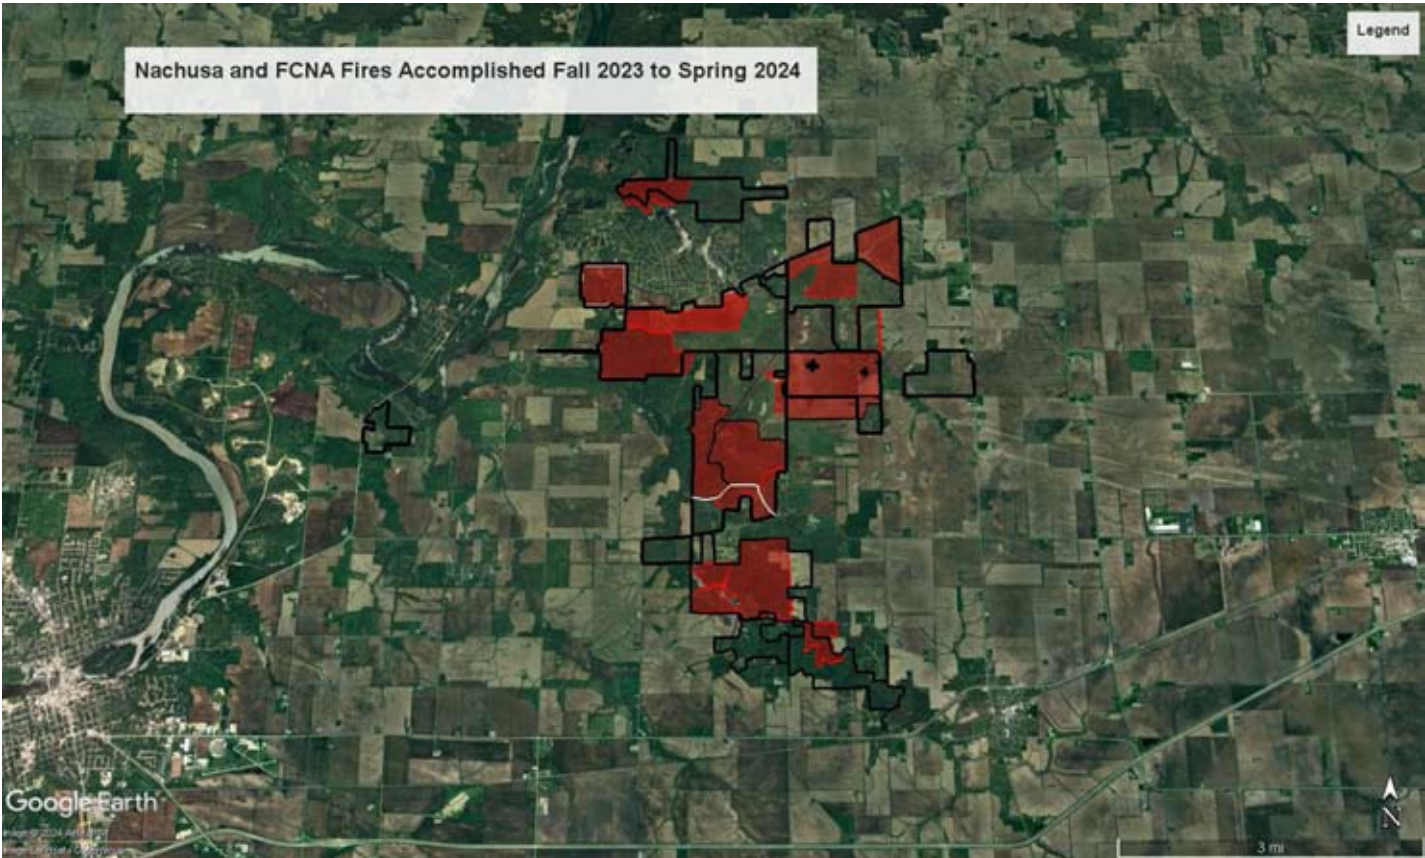 Legend
Nachusa and FCNA Fires Accomplished Fall 2023 to Spring 2024
Google Earth
N
3 mi